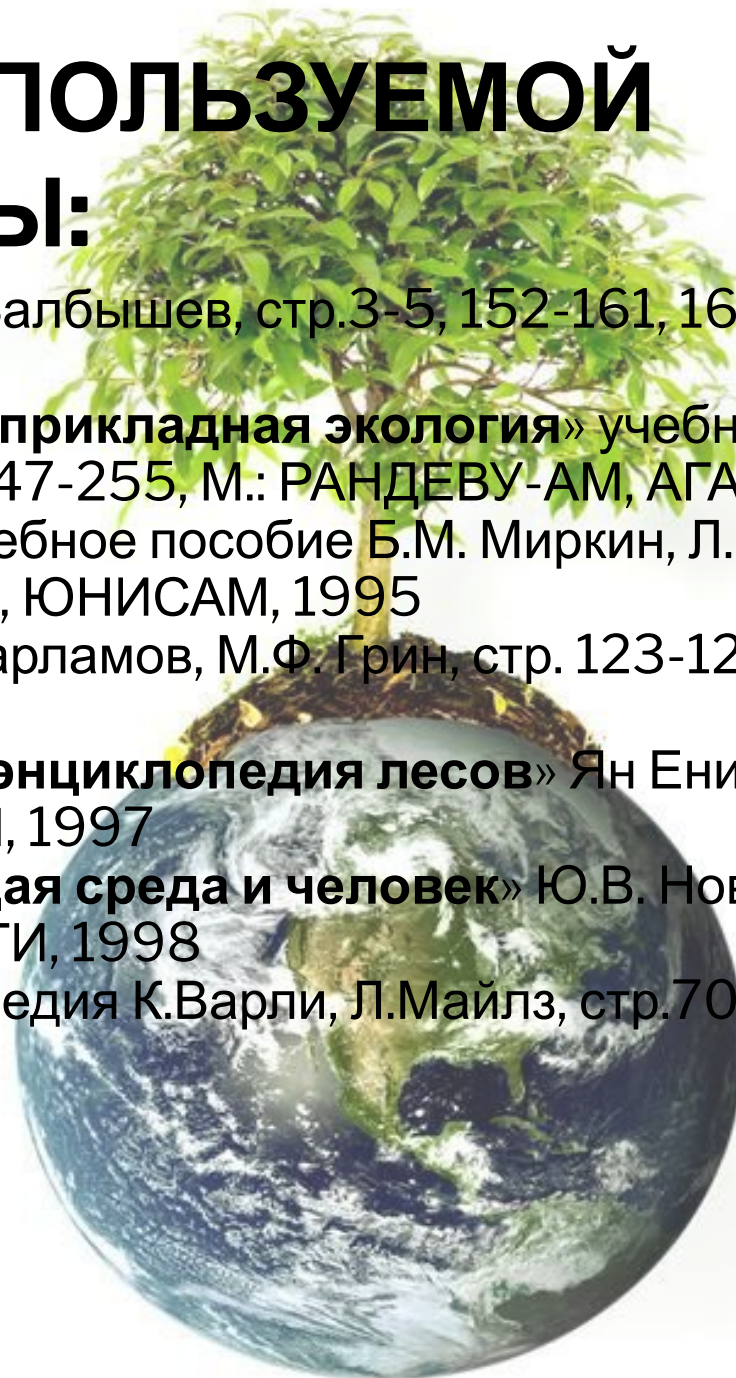 ПОЛЬЗУЕМОЙ
Ы:
албышев, стр.3-5, 152-161, 16
прикладная экология» учебн
47-255, М.: РАНДЕВУ-АМ, АГА
ебное пособие Б.М. Миркин, Л.
, ЮНИСАМ, 1995
арламов, М.Ф. Грин, стр. 123-12
энциклопедия лесов» Ян Ени
, 1997
ая среда и человек» Ю.В. Нов
ТИ, 1998
едия К.Варли, Л.Майлз, стр.70